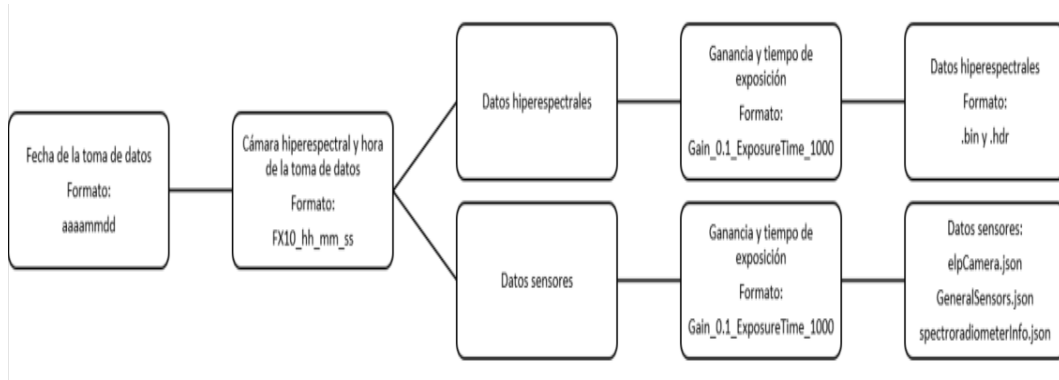 Fecha de la toma de datos
Formato:
aaaammdd
Cámara hiperespectral y hora
de la toma de datos
Formato:
FX10_hh_mm_ss
Datos hiperespectrales
Ganancia y tiempo de
exposición
Formato:
Gain_0.1_ExposureTime_1000
Datos hiperespectrales
Formato:
.bin y .hdr
Datos sensores
Ganancia y tiempo de
exposición
Formato:
Gain_0.1_ExposureTime_1000
Datos sensores:
elpCamera.json
GeneralSensors.json
spectroradiometerInfo.json